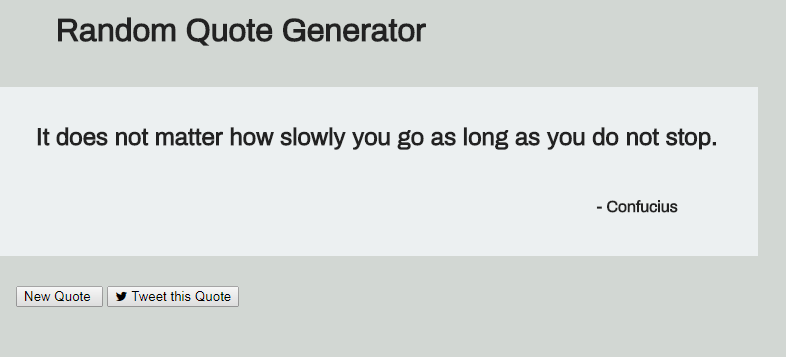 Random Quote Generator
It does not matter how slowly you go as long as you do not stop.
- Confucius
New Quote
Tweet this Quote